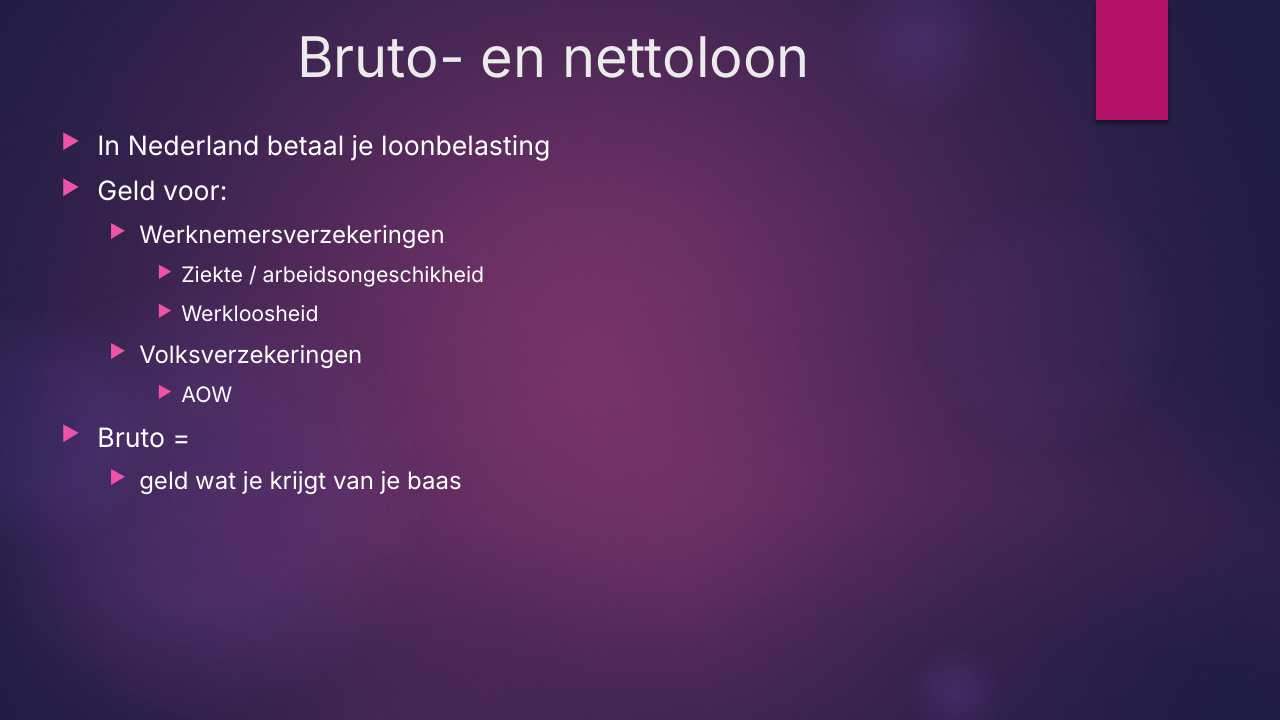 Bruto- en nettoloon
In Nederland betaal je loonbelasting
Geld voor:
Werknemersverzekeringen
Ziekte / arbeidsongeschikheid
Werkloosheid
Volksverzekeringen
AOW
Bruto =
geld wat je krijgt van je baas